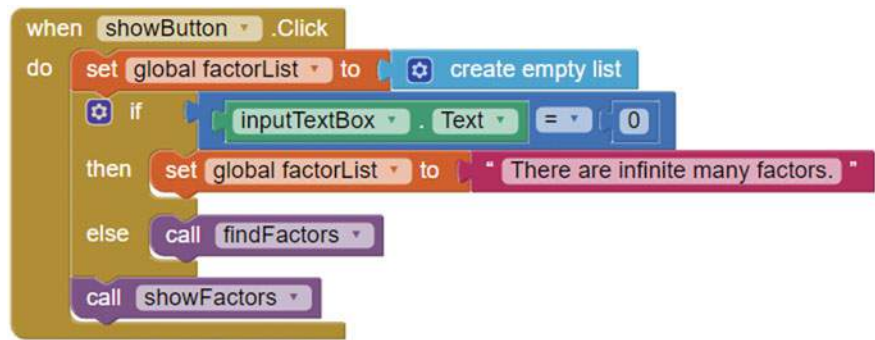 when showButton .Click
do set global factorList to create empty list
if inputTextBox . Text = 0
then set global factorList to " There are infinite many factors. "
else call findFactors
call showFactors